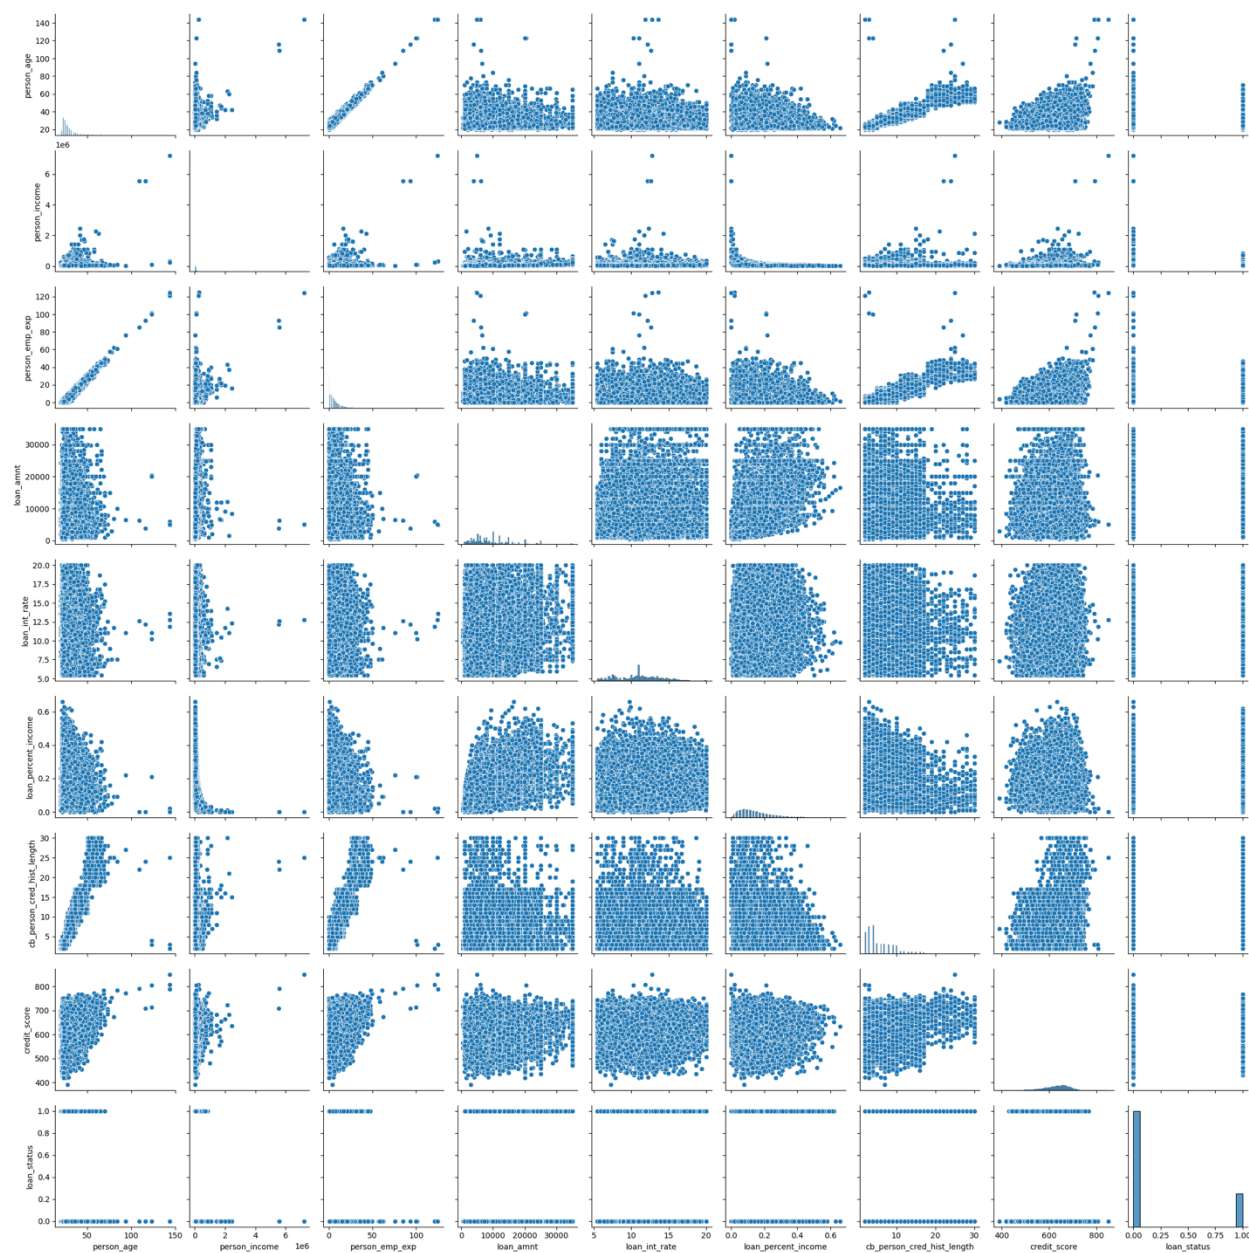 140
120
100
80
60
40
20
person_age
1e6
6
4
2
0
person_income
120
100
80
60
40
20
0
person_emp_exp
30000
20000
10000
0
loan_amnt
20.0
17.5
15.0
12.5
10.0
7.5
5.0
loan_int_rate
0.6
0.4
0.2
0.0
loan_percent_income
30
25
20
15
10
5
cb_person_cred_hist_length
800
700
600
500
400
credit_score
1.0
0.8
0.6
0.4
0.2
0.0
loan_status
0 50 100 150
person_age
0 2 4 6
person_income 1e6
0 50 100
person_emp_exp
0 10000 20000 30000
loan_amnt
5 10 15 20
loan_int_rate
0.0 0.2 0.4 0.6
loan_percent_income
10 20 30
cb_person_cred_hist_length
400 600 800
credit_score
0.00 0.25 0.50 0.75 1.00
loan_status